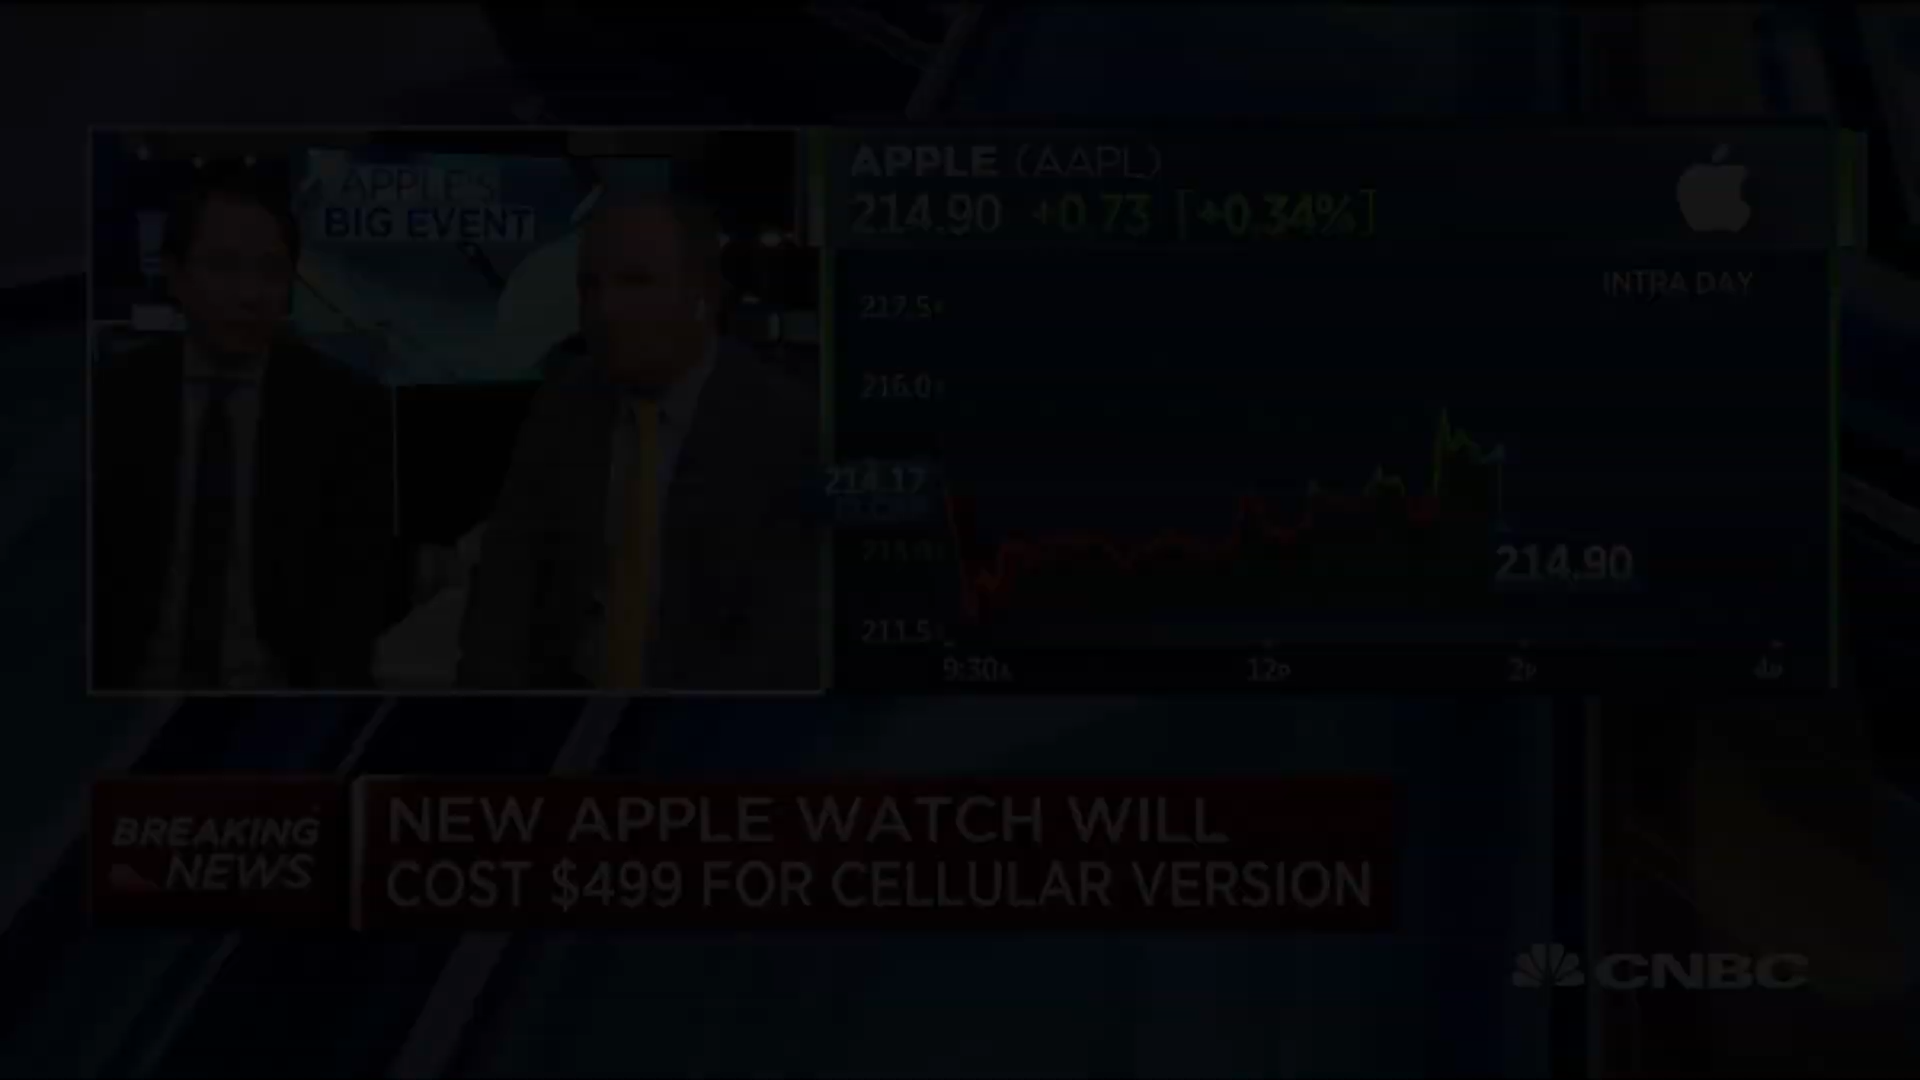 APPLE'S
BIG EVENT
APPLE (AAPL)
214.90 +0.73 [+0.34%]
INTRA DAY
217.5
216.0
214.17
211.5
214.90
9:30A 12P 2P 4P
BREAKING
NEWS
NEW APPLE WATCH WILL
COST $499 FOR CELLULAR VERSION
CNBC